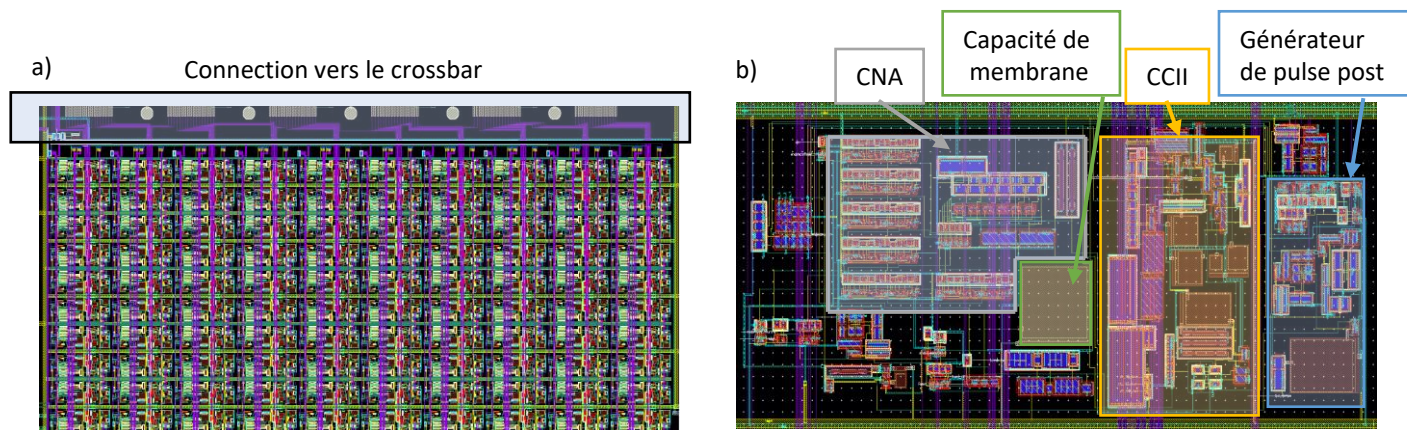 a)
Connection vers le crossbar
b)
CNA
Capacité de
membrane
CCII
Générateur
de pulse post